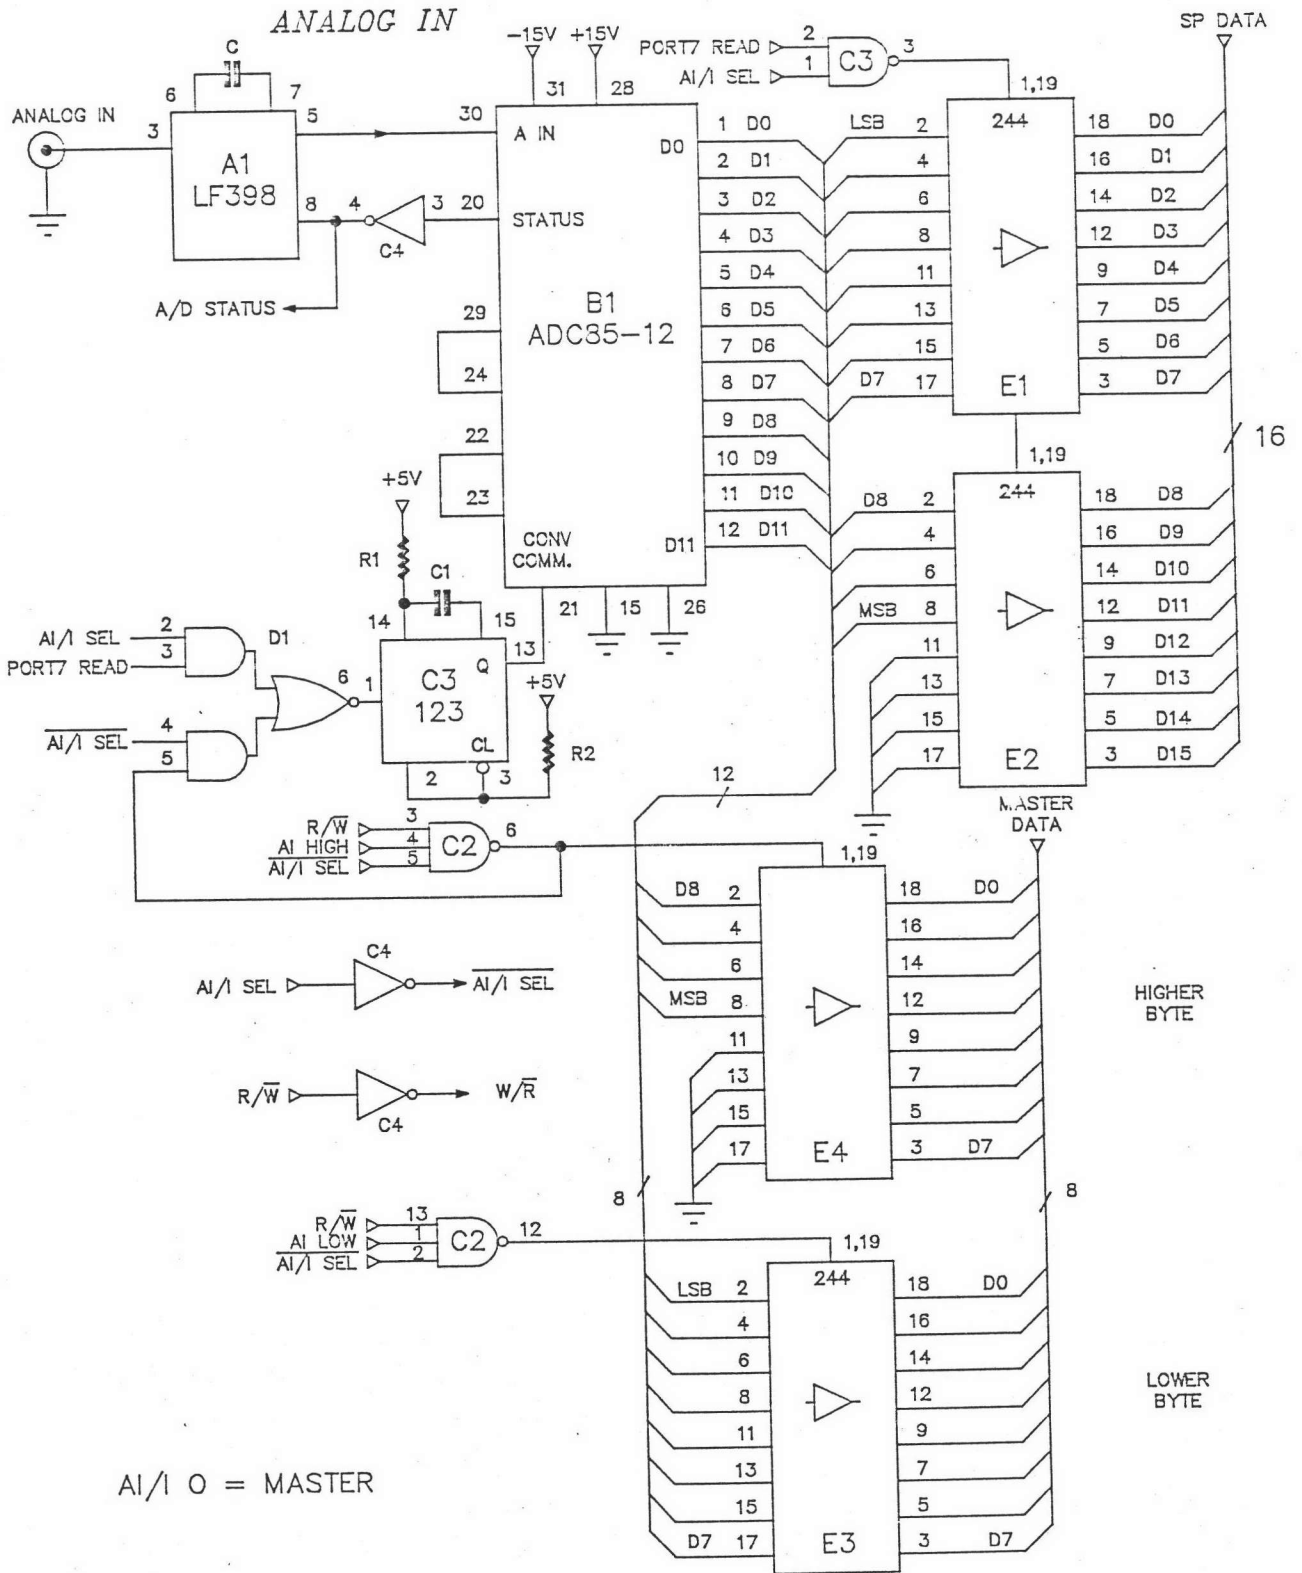 ANALOG IN
SP DATA
-15V +15V
PORT7 READ 2
AI/I SEL 1
C3 3
C
6 7
31 28
1,19
ANALOG IN
3
A1
LF398
5
30 A IN
8
4 3
C4
20 STATUS
A/D STATUS
29
24
22
23
B1
ADC85-12
CONV
COMM.
D0
D11
1 D0
2 D1
3 D2
4 D3
5 D4
6 D5
7 D6
8 D7
9 D8
10 D9
11 D10
12 D11
21 15 26
244
LSB 2
4
6
8
11
13
15
D7 17
E1
18 D0
16 D1
14 D2
12 D3
9 D4
7 D5
5 D6
3 D7
16
1,19
244
D8 2
4
6
MSB 8
11
13
15
17
E2
18 D8
16 D9
14 D10
12 D11
9 D12
7 D13
5 D14
3 D15
+5V
R1
C1
14 15
13
Q
C3
123
CL
2 3
+5V
R2
AI/I SEL 2
PORT7 READ 3
D1
6 1
A̅I̅/̅I̅ ̅S̅E̅L̅ 4
5
12
R/W̅ 3
AI HIGH 4
A̅I̅/̅I̅ ̅S̅E̅L̅ 5
C2 6
MASTER
DATA
1,19
D8 2
4
6
MSB 8
11
13
15
17
E4
18 D0
16
14
12
9
7
5
3 D7
HIGHER
BYTE
AI/I SEL C4 A̅I̅/̅I̅ ̅S̅E̅L̅
R/W̅ C4 W/R̅
8
8
R/W̅ 13
AI LOW 1
A̅I̅/̅I̅ ̅S̅E̅L̅ 2
C2 12
1,19
244
LSB 2
4
6
8
11
13
15
D7 17
E3
18 D0
16
14
12
9
7
5
3 D7
LOWER
BYTE
AI/I 0 = MASTER